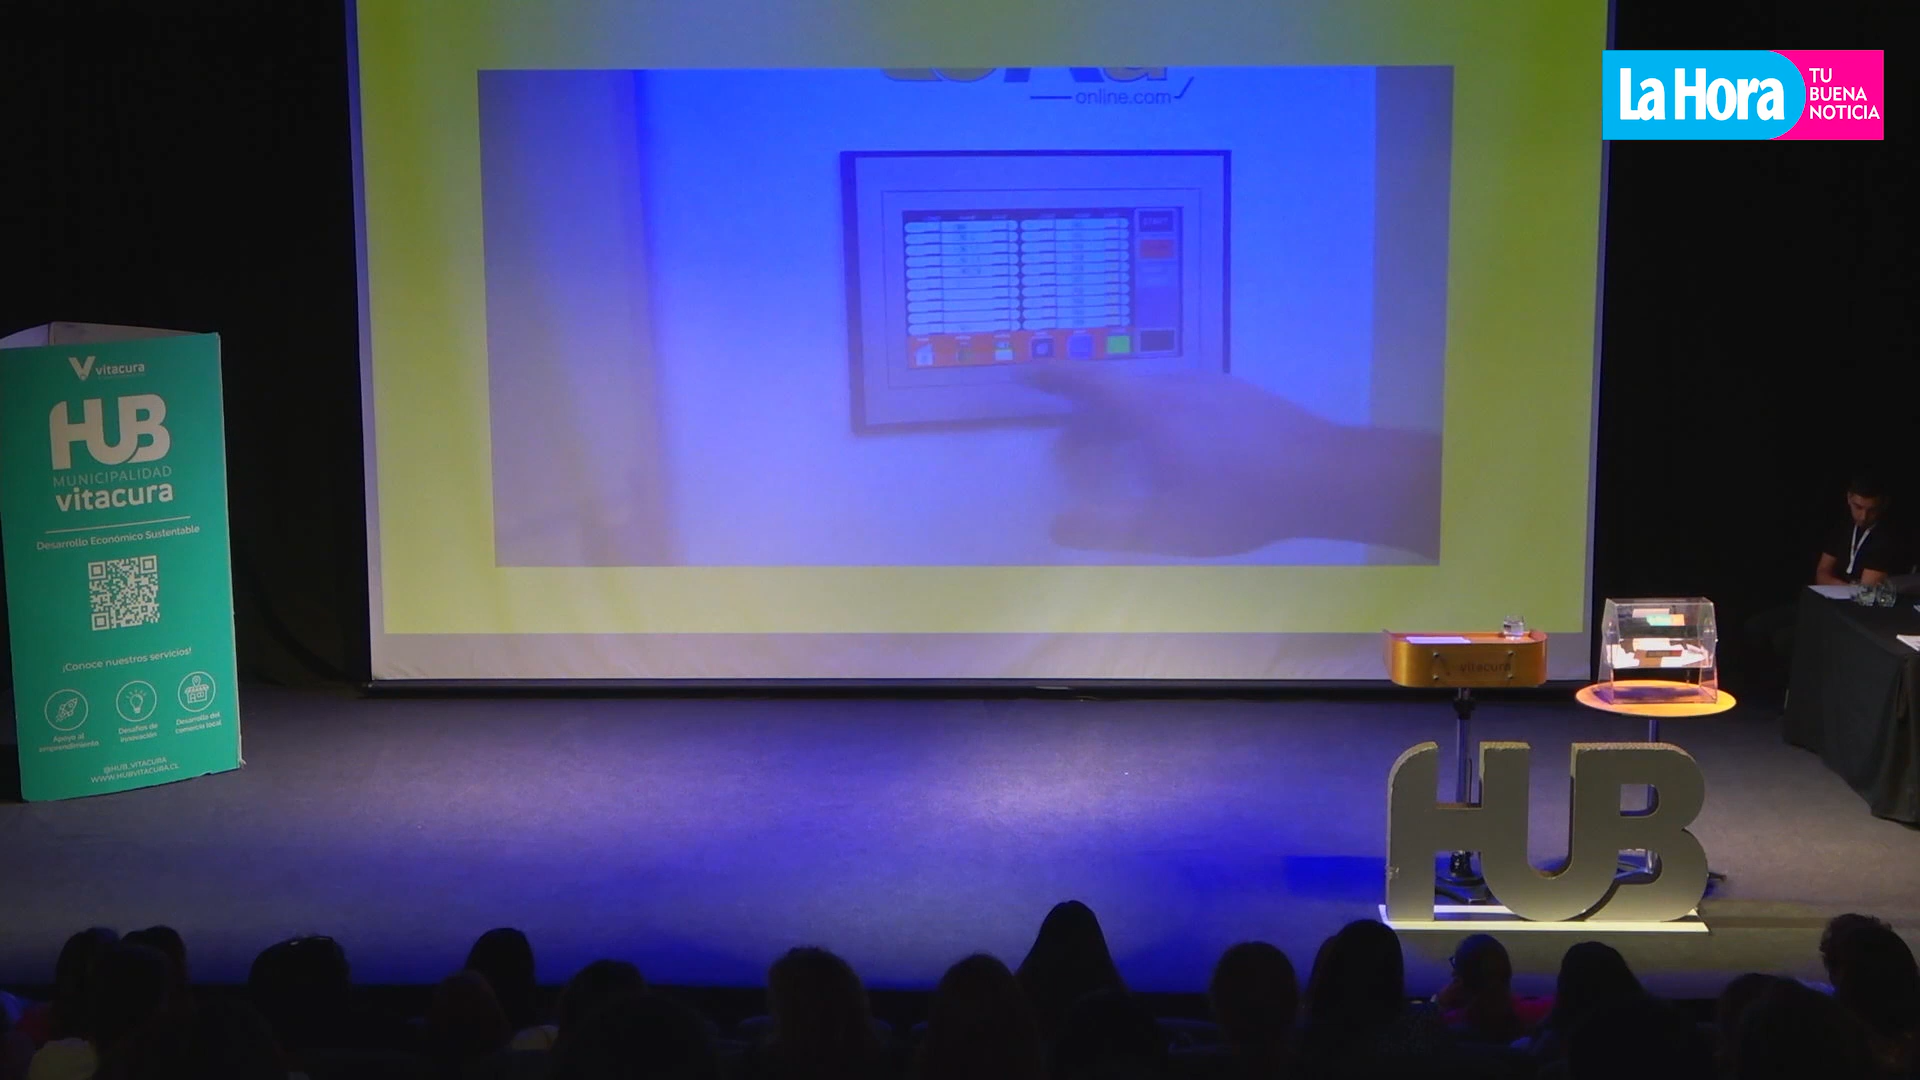 online.com
La Hora
TU
BUENA
NOTICIA
START
vitacura
HUB
MUNICIPALIDAD
vitacura
Desarrollo Económico Sustentable
¡Conoce nuestros servicios!
Apoyo al
emprendimiento
Desafíos de
innovación
Desarrollo del
comercio local
@HUB_VITACURA
WWW.HUBVITACURA.CL
vitacura
HUB